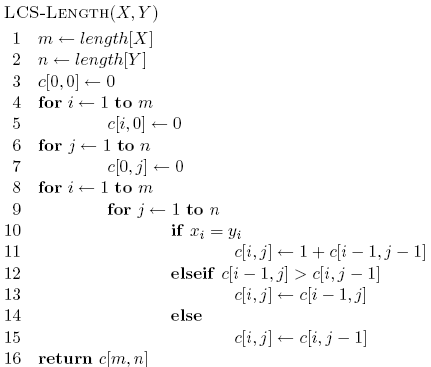 LCS-LENGTH(X, Y)
1 m ← length[X]
2 n ← length[Y]
3 c[0, 0] ← 0
4 for i ← 1 to m
5 c[i, 0] ← 0
6 for j ← 1 to n
7 c[0, j] ← 0
8 for i ← 1 to m
9 for j ← 1 to n
10 if x_i = y_i
11 c[i, j] ← 1 + c[i − 1, j − 1]
12 elseif c[i − 1, j] > c[i, j − 1]
13 c[i, j] ← c[i − 1, j]
14 else
15 c[i, j] ← c[i, j − 1]
16 return c[m, n]